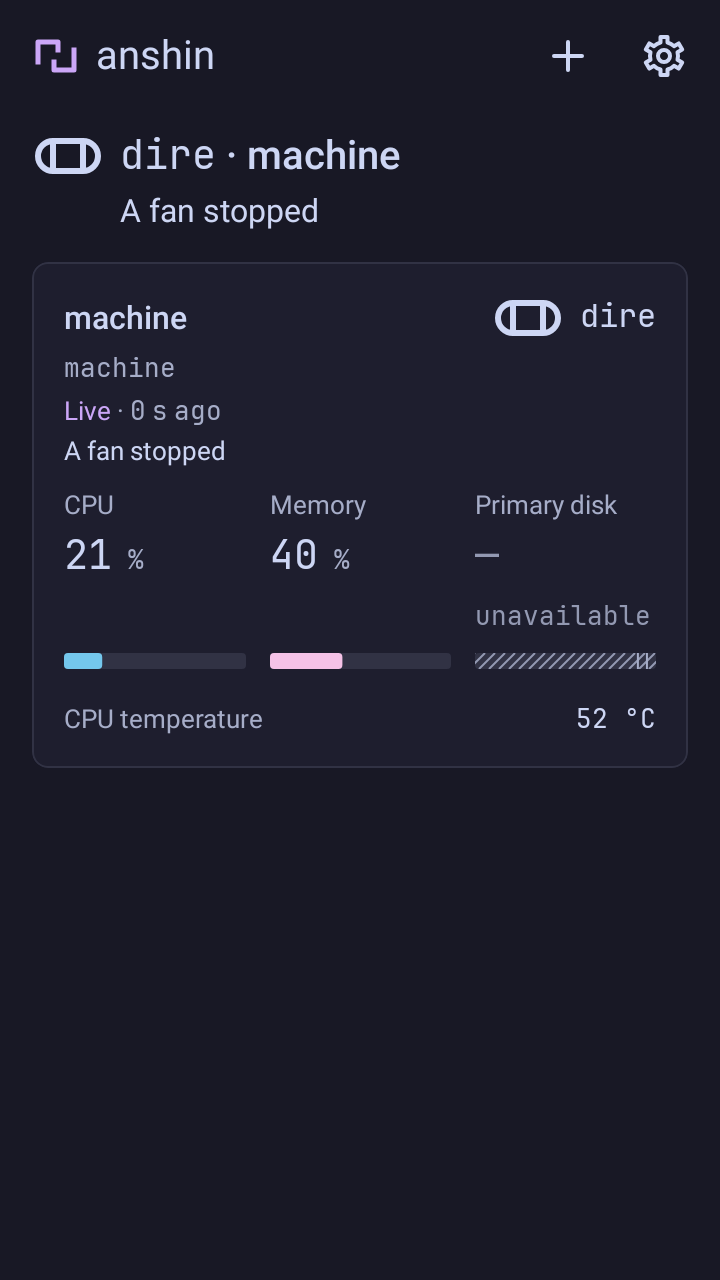 anshin
dire · machine
A fan stopped
machine dire
machine
Live · 0 s ago
A fan stopped
CPU Memory Primary disk
21 % 40 % —
unavailable
CPU temperature 52 °C